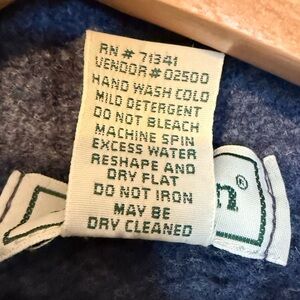 RN # 71341
VENDOR # 02500
HAND WASH COLD
MILD DETERGENT
DO NOT BLEACH
MACHINE SPIN
EXCESS WATER
RESHAPE AND
DRY FLAT
DO NOT IRON
MAY BE
DRY CLEANED
n®